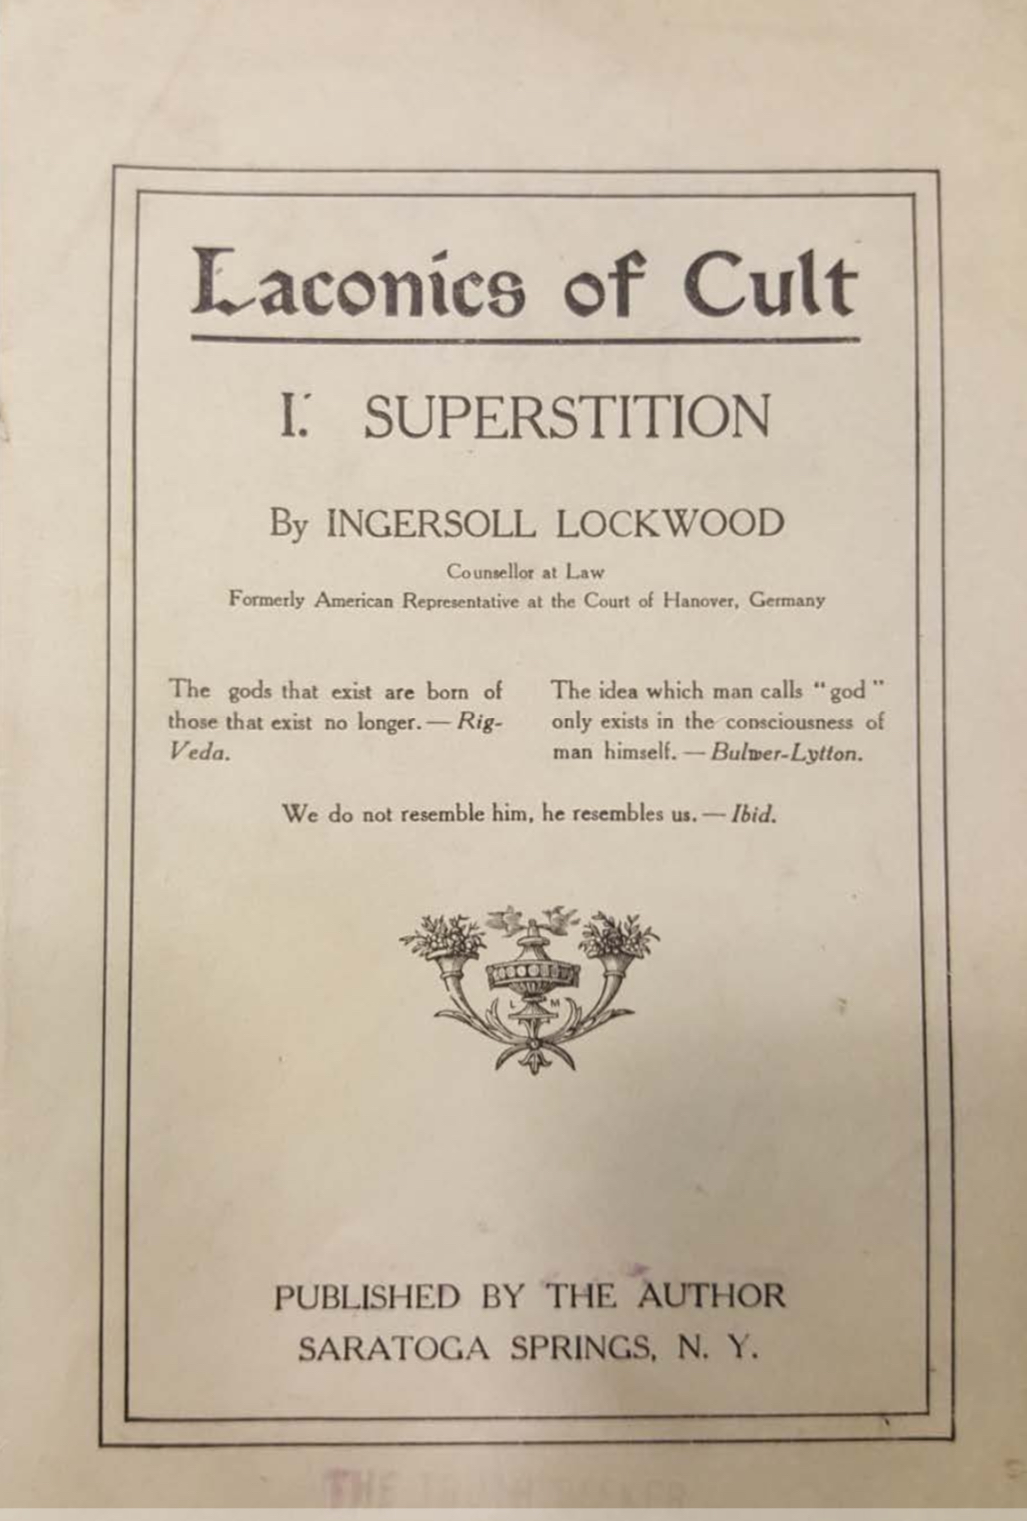 Laconics of Cult
I. SUPERSTITION
By INGERSOLL LOCKWOOD
Counsellor at Law
Formerly American Representative at the Court of Hanover, Germany
The gods that exist are born of
those that exist no longer. — Rig-
Veda.
The idea which man calls “god”
only exists in the consciousness of
man himself. — Bulwer-Lytton.
We do not resemble him, he resembles us. — Ibid.
L M
PUBLISHED BY THE AUTHOR
SARATOGA SPRINGS, N. Y.
THE TRUTH SEEKER